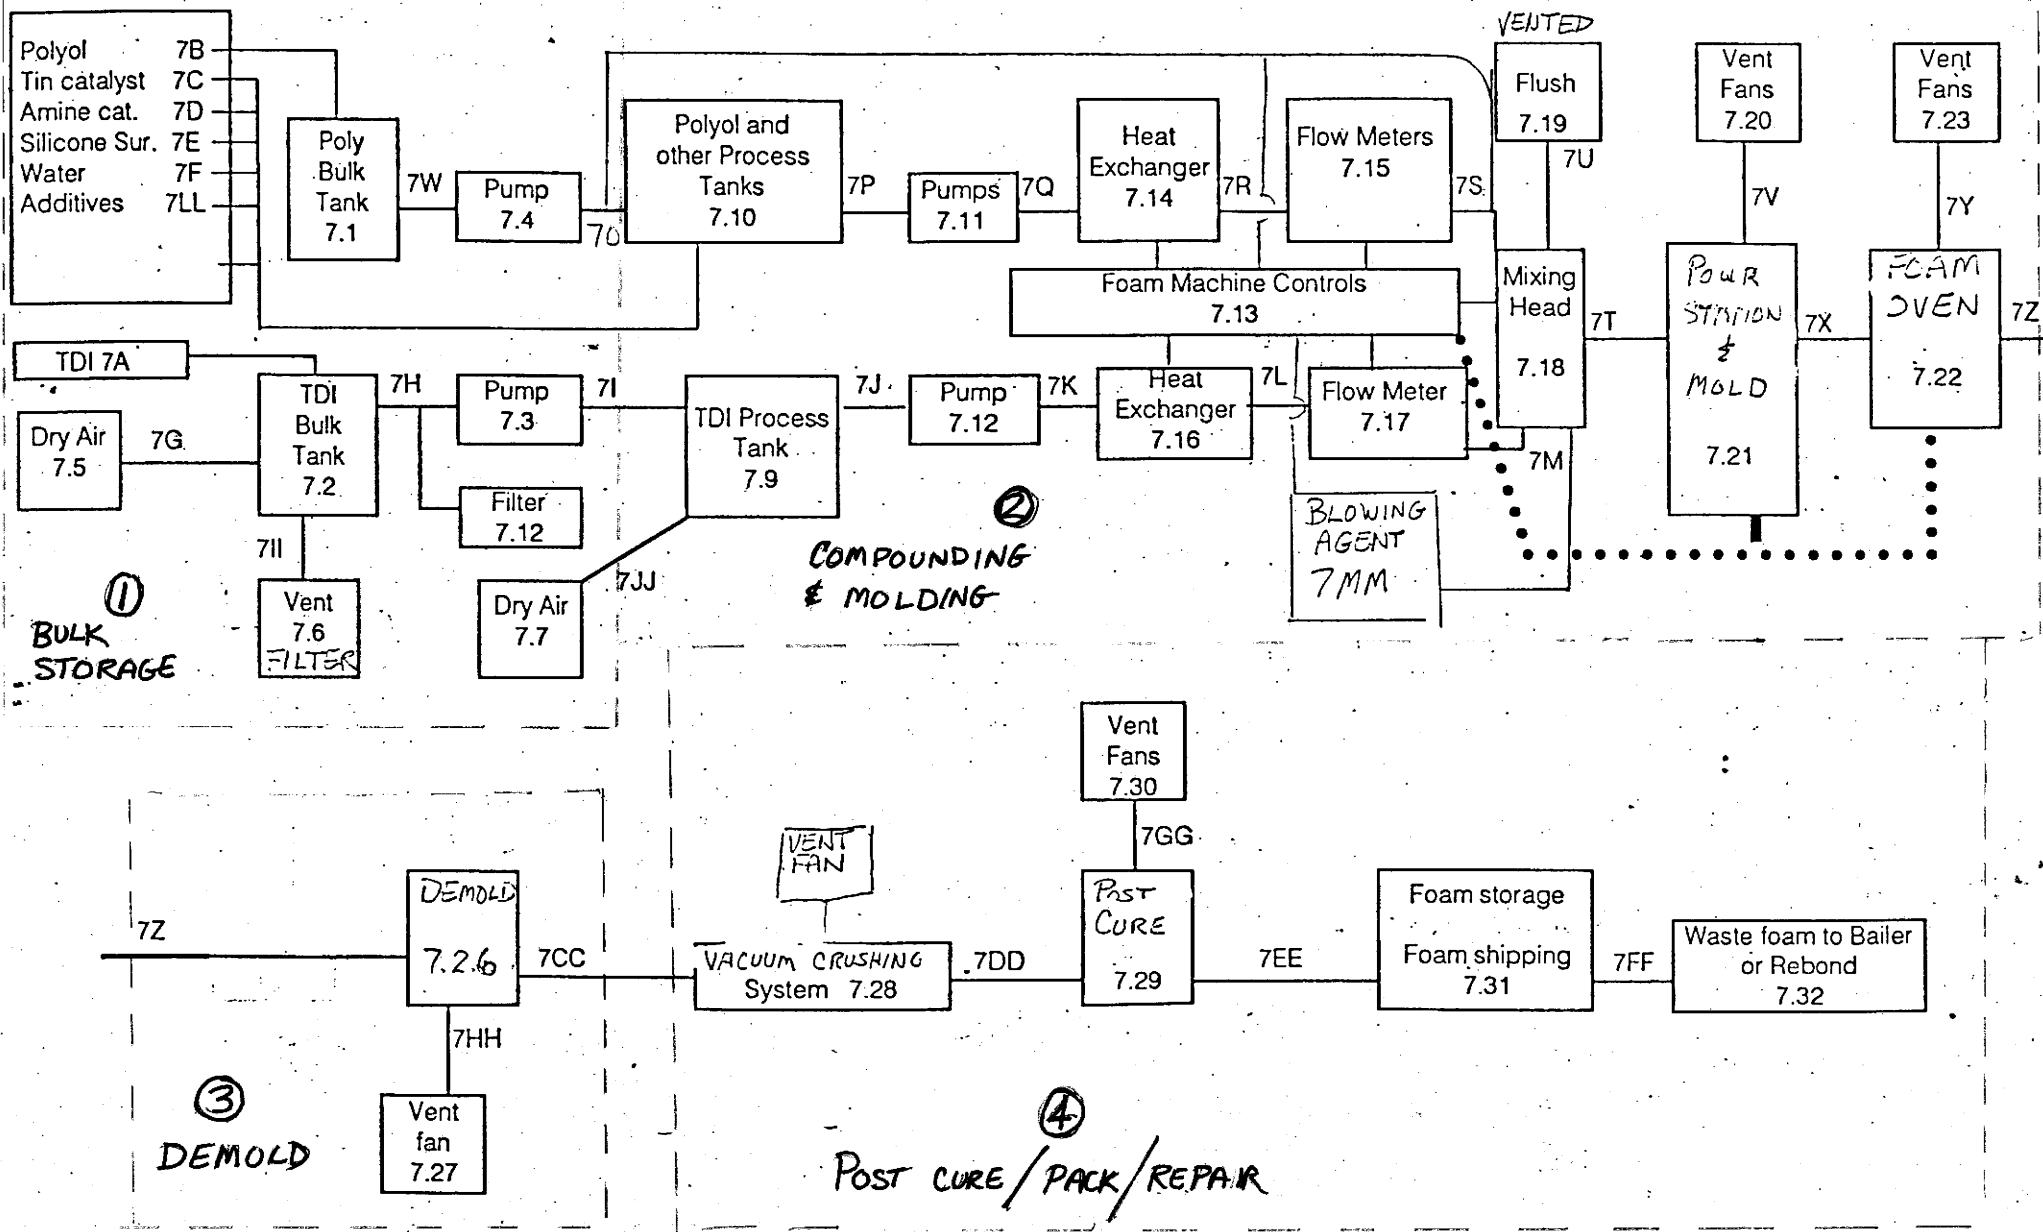 VENTED
Polyol 7B
Tin catalyst 7C
Amine cat. 7D
Silicone Sur. 7E
Water 7F
Additives 7LL
Poly
Bulk
Tank
7.1
7W
Pump
7.4
7O
Polyol and
other Process
Tanks
7.10
7P
Pumps
7.11
7Q
Heat
Exchanger
7.14
7R
Flow Meters
7.15
7S
Flush
7.19
7U
Vent
Fans
7.20
7V
Vent
Fans
7.23
7Y
Foam Machine Controls
7.13
Mixing
Head
7.18
7T
POUR
STATION
&
MOLD
7.21
7X
FOAM
OVEN
7.22
7Z
TDI 7A
Dry Air
7.5
7G
TDI
Bulk
Tank
7.2
7H
Pump
7.3
7I
Filter
7.12
7II
Vent
7.6
FILTER
Dry Air
7.7
7JJ
TDI Process
Tank
7.9
7J
Pump
7.12
7K
Heat
Exchanger
7.16
7L
Flow Meter
7.17
7M
BLOWING
AGENT
7MM
1
BULK
STORAGE
2
COMPOUNDING
& MOLDING
7Z
DEMOLD
7.2.6
7CC
7HH
Vent
fan
7.27
3
DEMOLD
VENT
FAN
VACUUM CRUSHING
System 7.28
7DD
Vent
Fans
7.30
7GG
POST
CURE
7.29
7EE
Foam storage
Foam shipping
7.31
7FF
Waste foam to Bailer
or Rebond
7.32
4
POST CURE/PACK/REPAIR